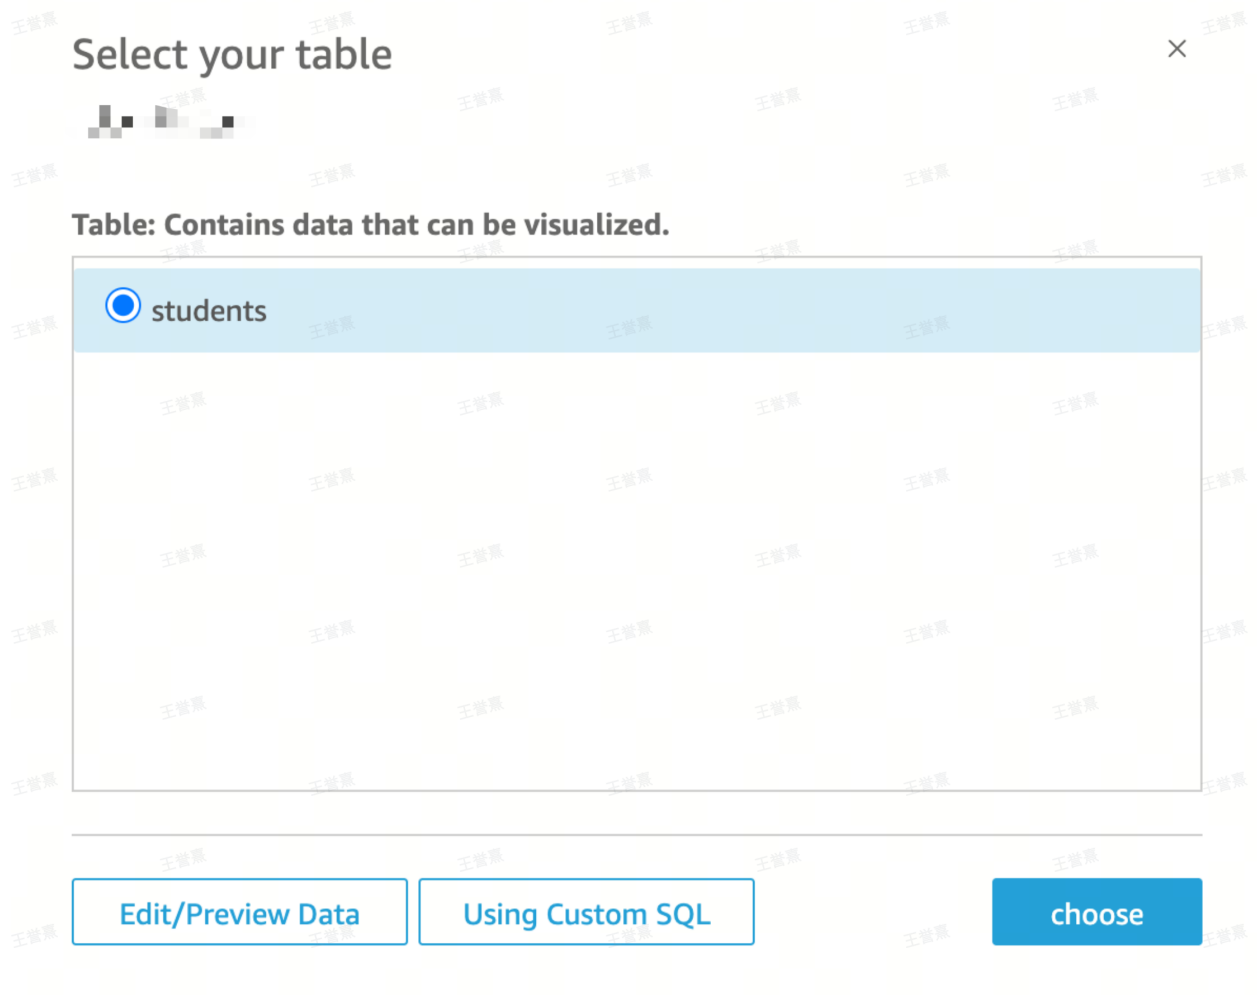 Select your table
Table: Contains data that can be visualized.
students
Edit/Preview Data
Using Custom SQL
choose